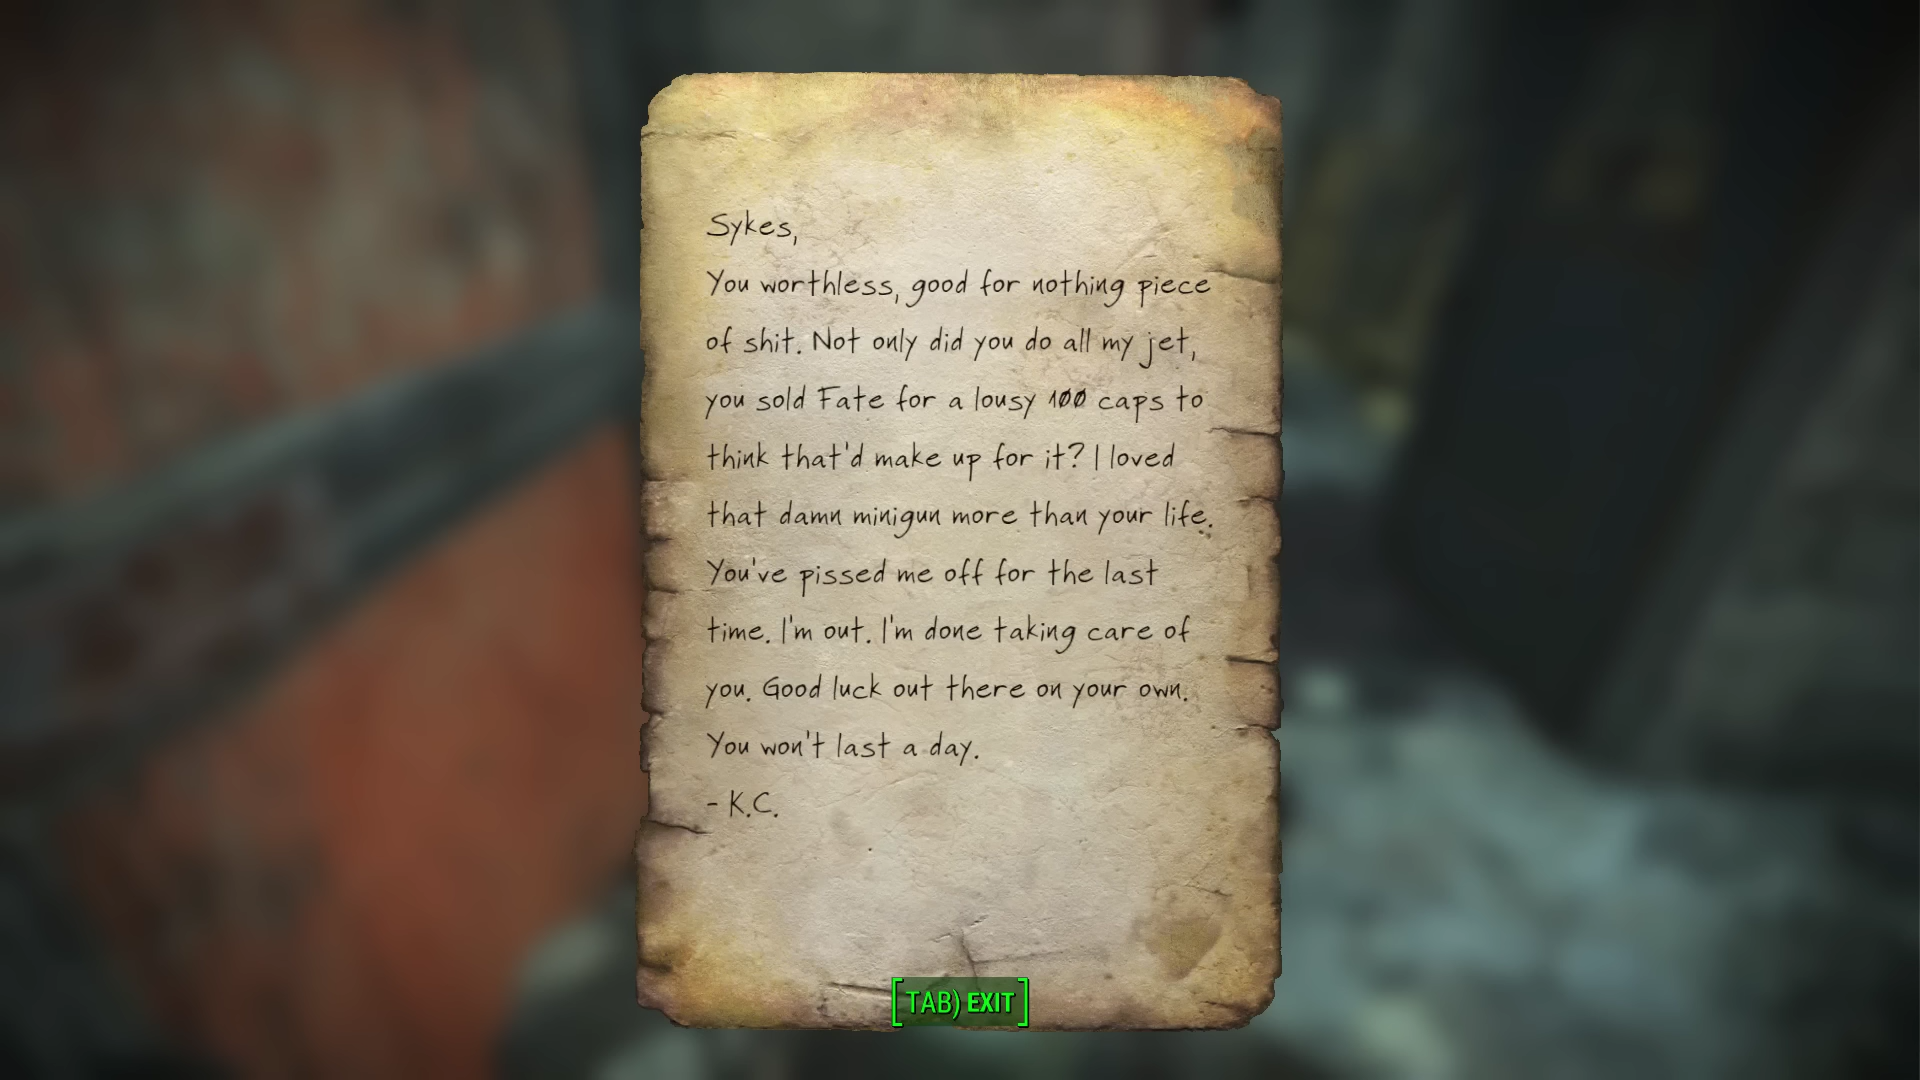 Sykes,
You worthless, good for nothing piece
of shit. Not only did you do all my jet,
you sold Fate for a lousy 100 caps to
think that'd make up for it? I loved
that damn minigun more than your life.
You've pissed me off for the last
time. I'm out. I'm done taking care of
you. Good luck out there on your own.
You won't last a day.
- K.C.
[TAB) EXIT]